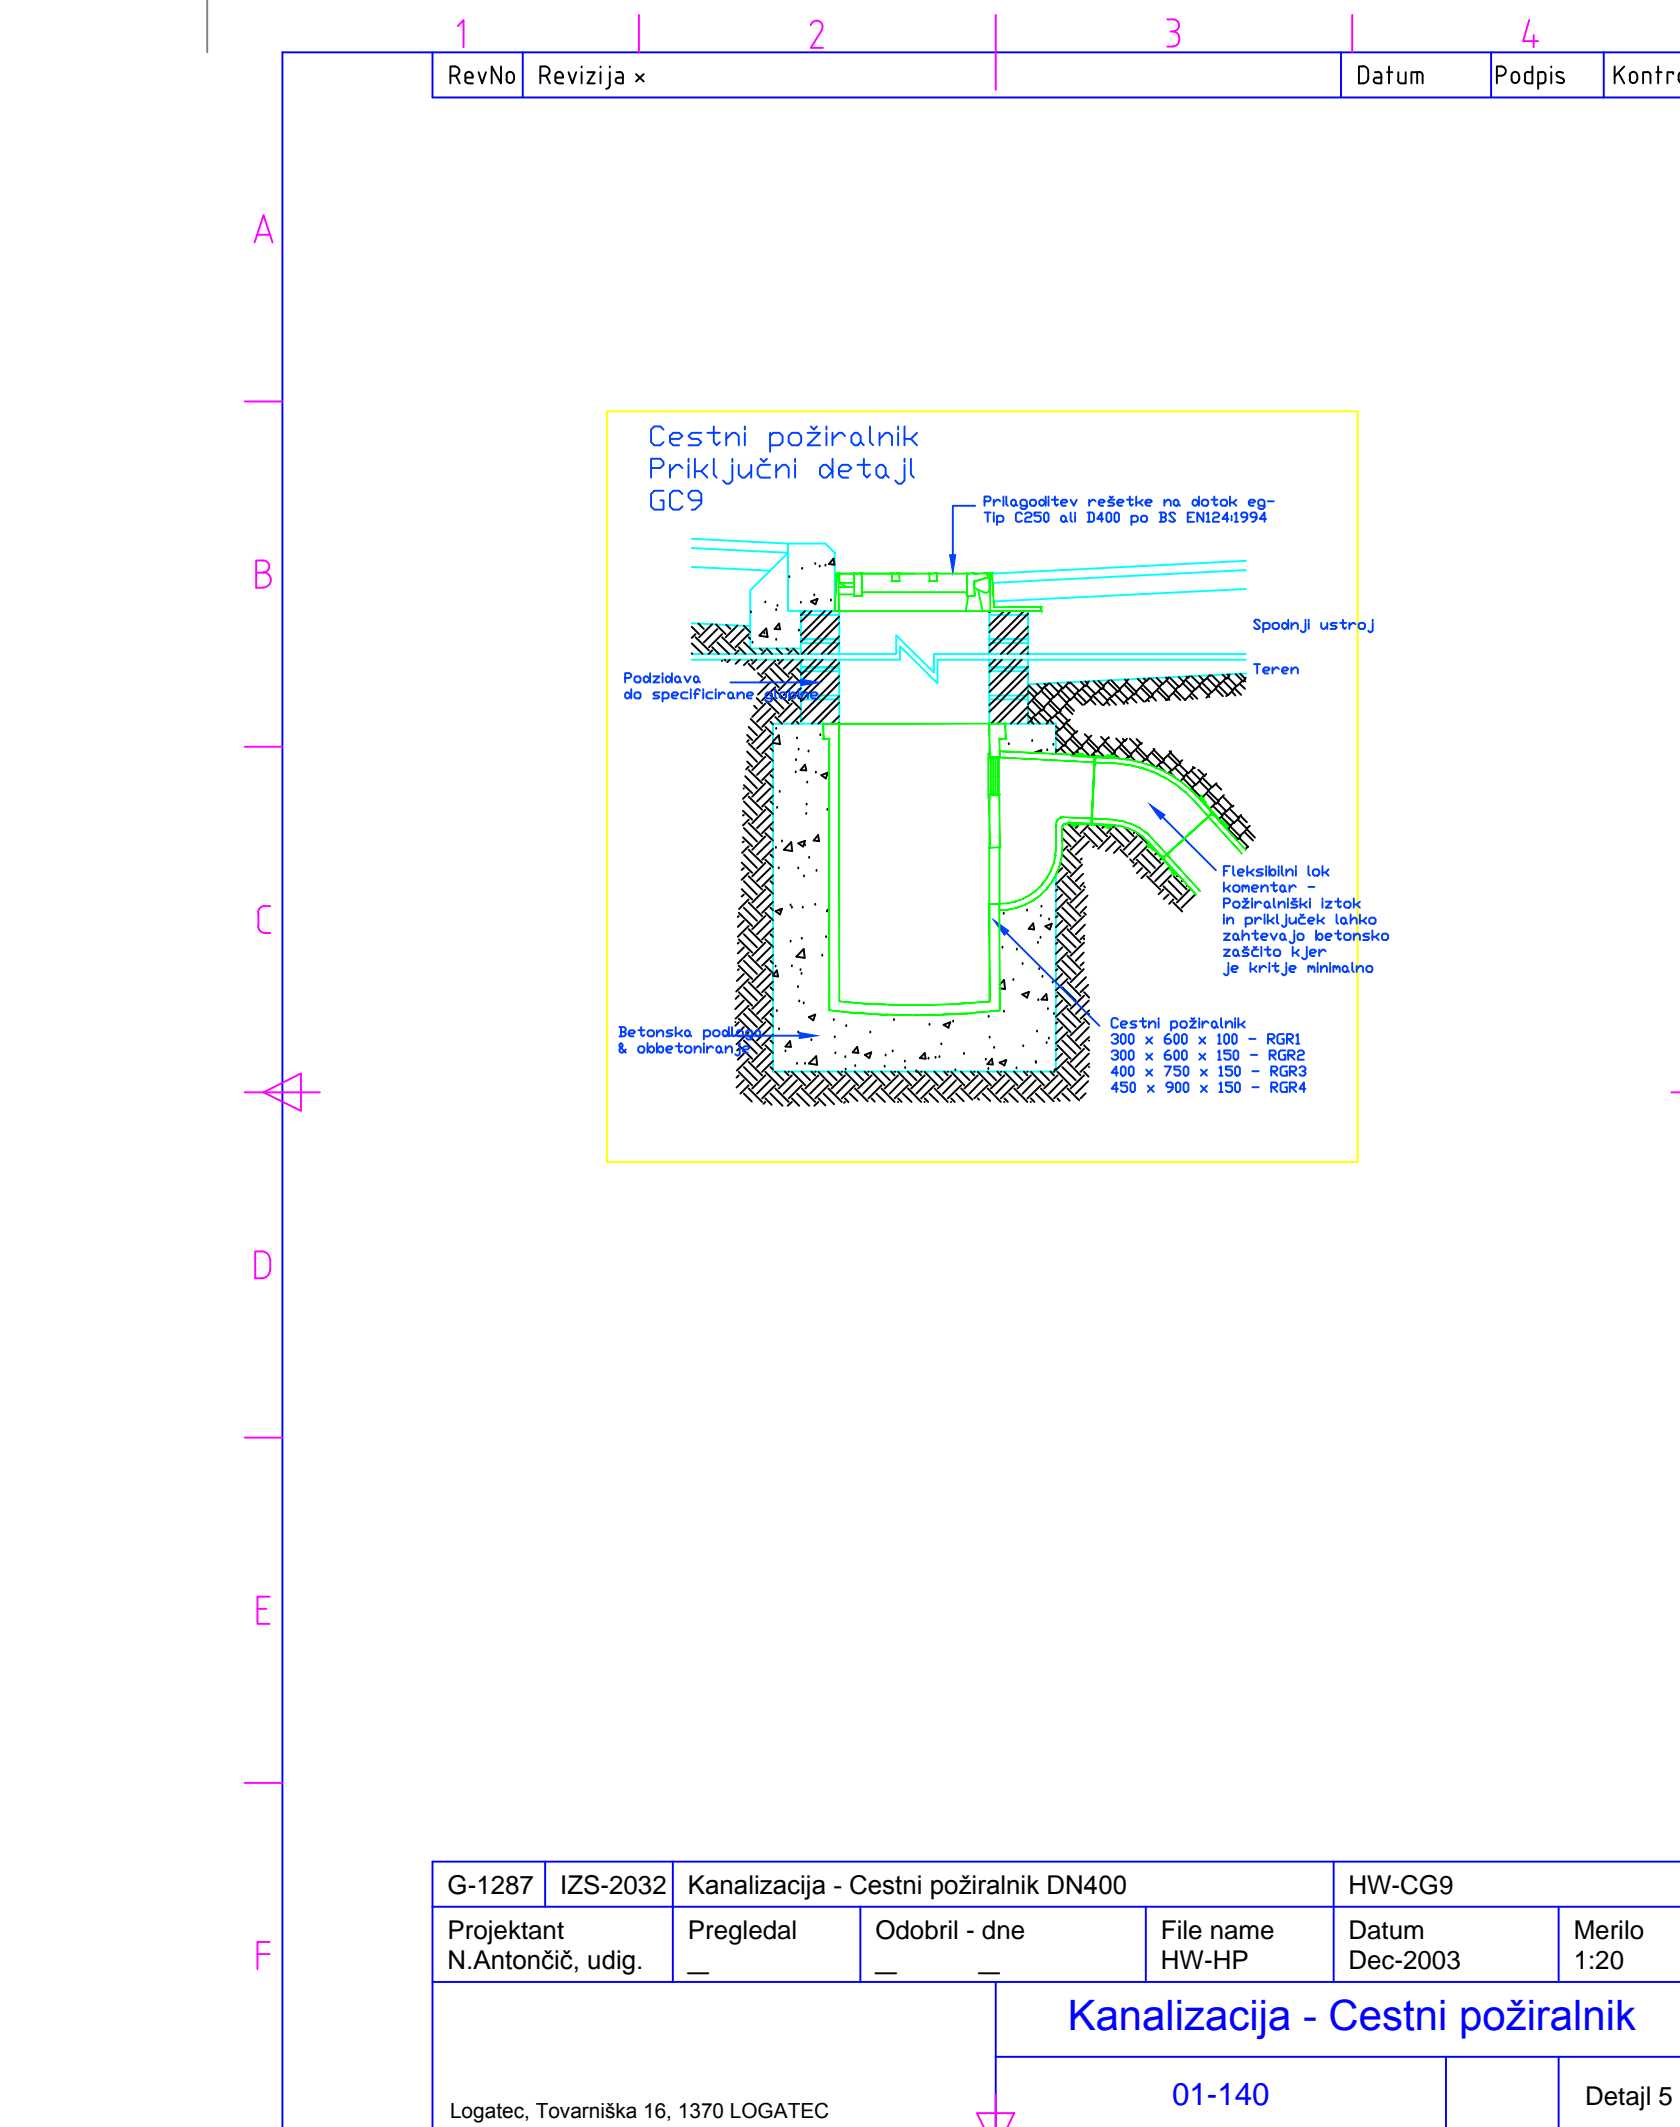 1 2 3 4
RevNo Revizija × Datum Podpis
A
B
C
D
E
F
Cestni požiralnik
Priključni detajl
GC9
Prilagoditev rešetke na dotok eg-
Tip C250 ali D400 po BS EN124:1994
Spodnji ustroj
Teren
Podzidava
do specificirane globine
Fleksibilni lok
komentar -
Požiralniški iztok
in priključek lahko
zahtevajo betonsko
zaščito kjer
je kritje minimalno
Cestni požiralnik
300 x 600 x 100 - RGR1
300 x 600 x 150 - RGR2
400 x 750 x 150 - RGR3
450 x 900 x 150 - RGR4
Betonska podlaga
& obbetoniranje
G-1287 IZS-2032 Kanalizacija - Cestni požiralnik DN400 HW-CG9
Projektant Pregledal Odobril - dne File name Datum Merilo
N.Antončič, udig. _ _ _ HW-HP Dec-2003 1:20
Kanalizacija - Cestni požiralnik
01-140 Detajl 5
Logatec, Tovarniška 16, 1370 LOGATEC